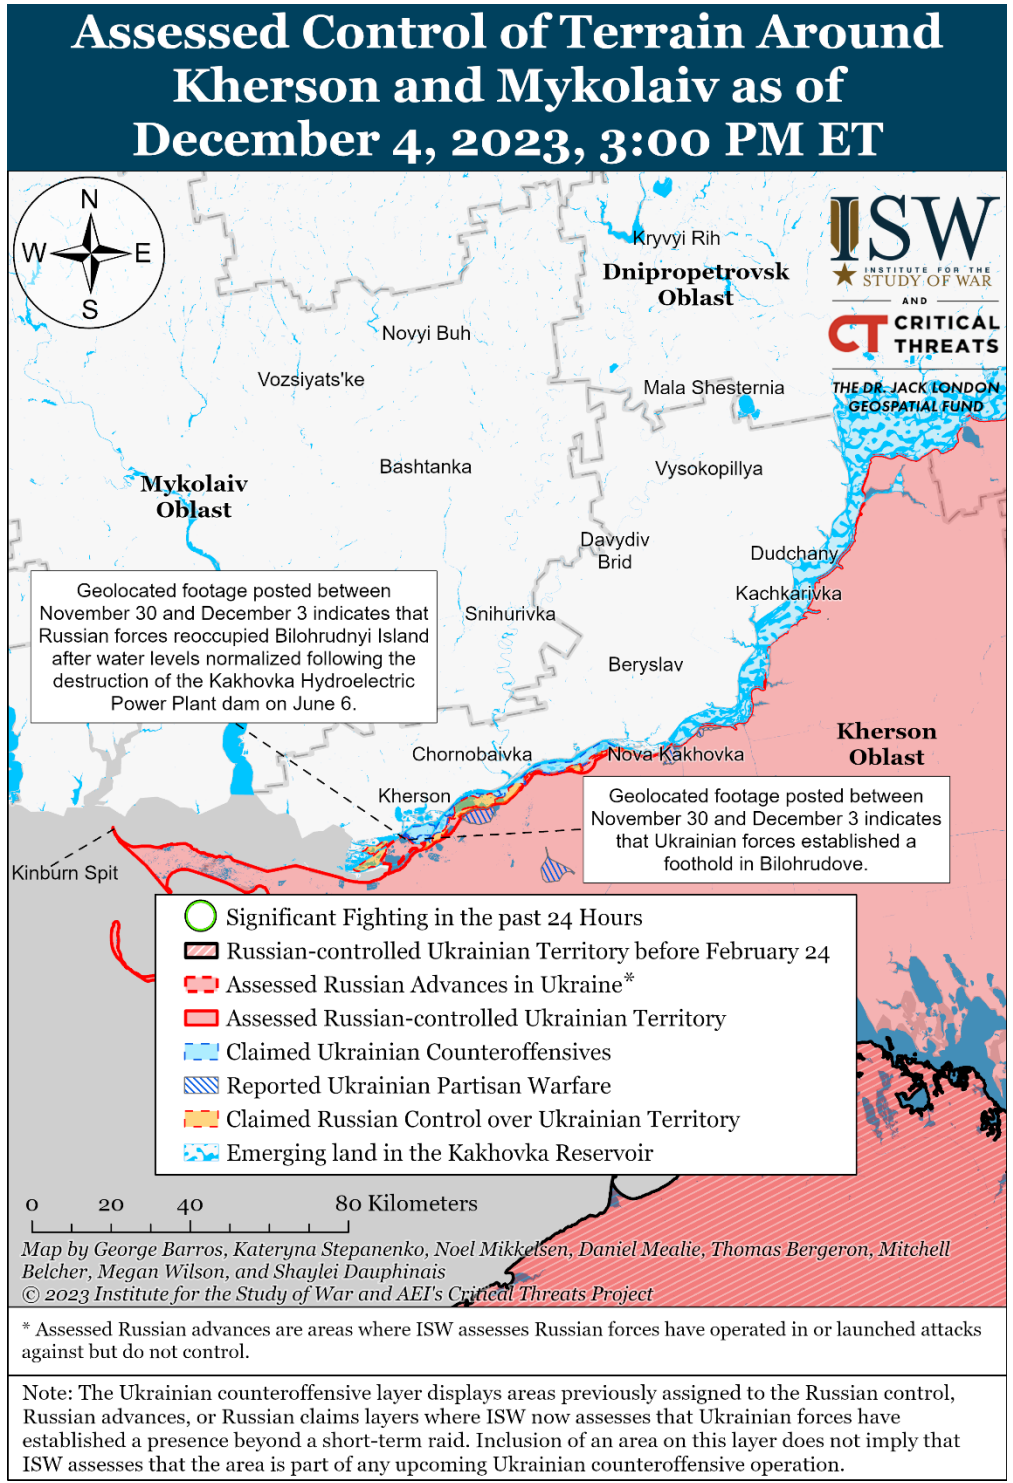 Assessed Control of Terrain Around
Kherson and Mykolaiv as of
December 4, 2023, 3:00 PM ET
N
W
E
S
ISW
INSTITUTE FOR THE
STUDY OF WAR
AND
CT CRITICAL
THREATS
THE DR. JACK LONDON
GEOSPATIAL FUND
Kryvyi Rih
Dnipropetrovsk
Oblast
Novyi Buh
Vozsiyats'ke
Mala Shesternia
Bashtanka
Vysokopillya
Mykolaiv
Oblast
Davydiv
Brid
Dudchany
Kachkarivka
Geolocated footage posted between
November 30 and December 3 indicates that
Russian forces reoccupied Bilohrudnyi Island
after water levels normalized following the
destruction of the Kakhovka Hydroelectric
Power Plant dam on June 6.
Snihurivka
Beryslav
Kherson
Oblast
Chornobaivka
Nova Kakhovka
Kherson
Geolocated footage posted between
November 30 and December 3 indicates
that Ukrainian forces established a
foothold in Bilohrudove.
Kinburn Spit
Significant Fighting in the past 24 Hours
Russian-controlled Ukrainian Territory before February 24
Assessed Russian Advances in Ukraine*
Assessed Russian-controlled Ukrainian Territory
Claimed Ukrainian Counteroffensives
Reported Ukrainian Partisan Warfare
Claimed Russian Control over Ukrainian Territory
Emerging land in the Kakhovka Reservoir
0 20 40 80 Kilometers
Map by George Barros, Kateryna Stepanenko, Noel Mikkelsen, Daniel Mealie, Thomas Bergeron, Mitchell
Belcher, Megan Wilson, and Shaylei Dauphinais
© 2023 Institute for the Study of War and AEI's Critical Threats Project
* Assessed Russian advances are areas where ISW assesses Russian forces have operated in or launched attacks
against but do not control.
Note: The Ukrainian counteroffensive layer displays areas previously assigned to the Russian control,
Russian advances, or Russian claims layers where ISW now assesses that Ukrainian forces have
established a presence beyond a short-term raid. Inclusion of an area on this layer does not imply that
ISW assesses that the area is part of any upcoming Ukrainian counteroffensive operation.